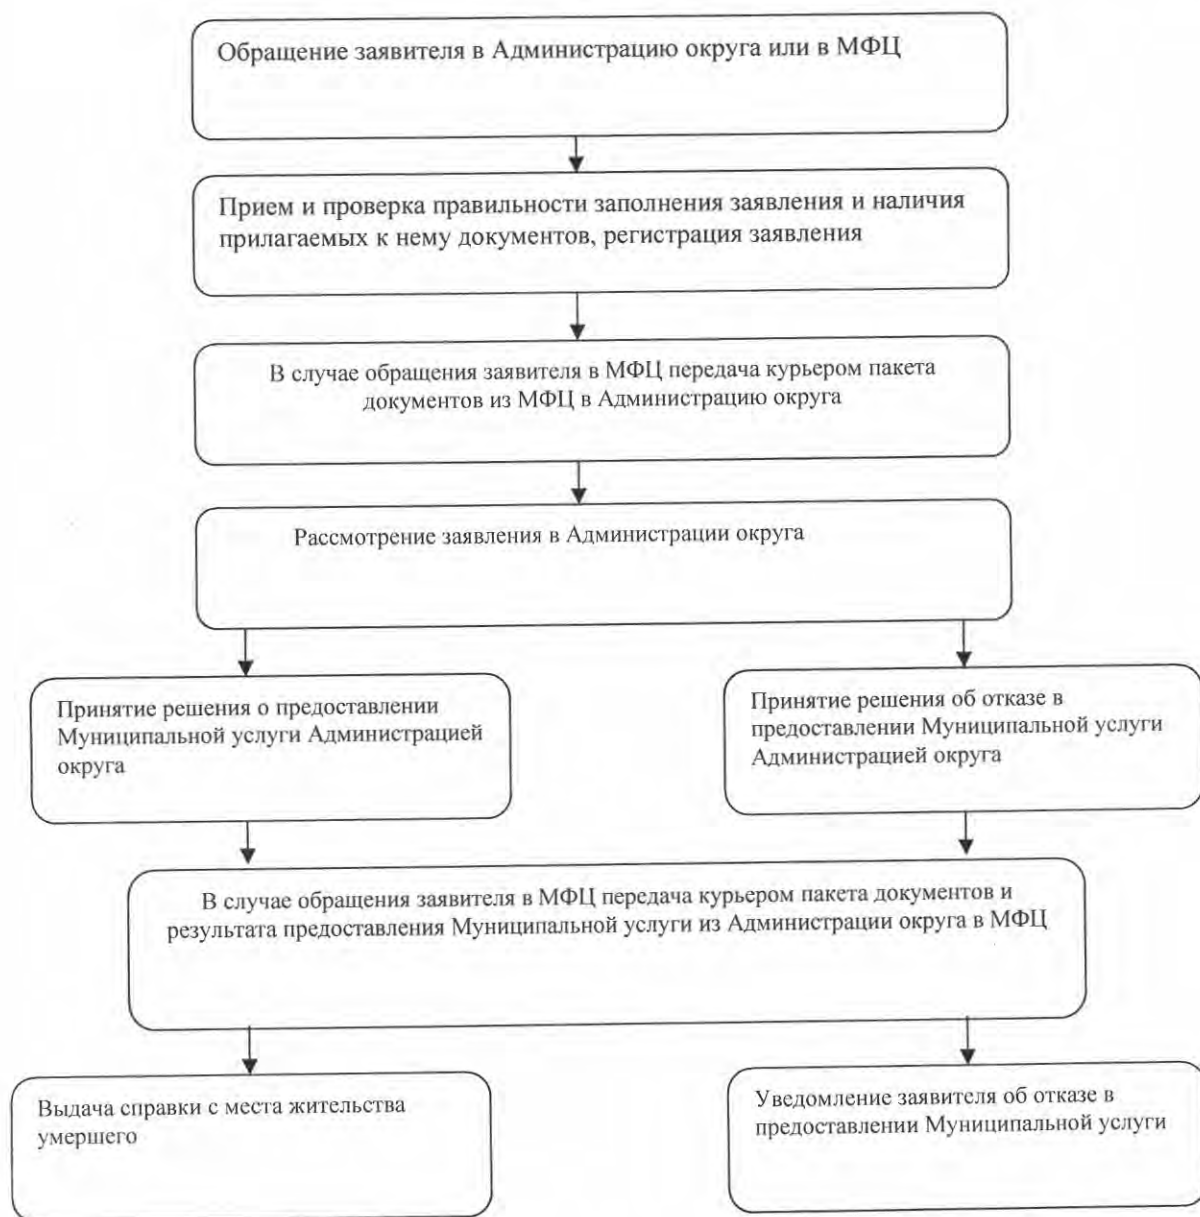 Обращение заявителя в Администрацию округа или в МФЦ
Прием и проверка правильности заполнения заявления и наличия
прилагаемых к нему документов, регистрация заявления
В случае обращения заявителя в МФЦ передача курьером пакета
документов из МФЦ в Администрацию округа
Рассмотрение заявления в Администрации округа
Принятие решения о предоставлении
Муниципальной услуги Администрацией
округа
Принятие решения об отказе в
предоставлении Муниципальной услуги
Администрацией округа
В случае обращения заявителя в МФЦ передача курьером пакета документов и
результата предоставления Муниципальной услуги из Администрации округа в МФЦ
Выдача справки с места жительства
умершего
Уведомление заявителя об отказе в
предоставлении Муниципальной услуги